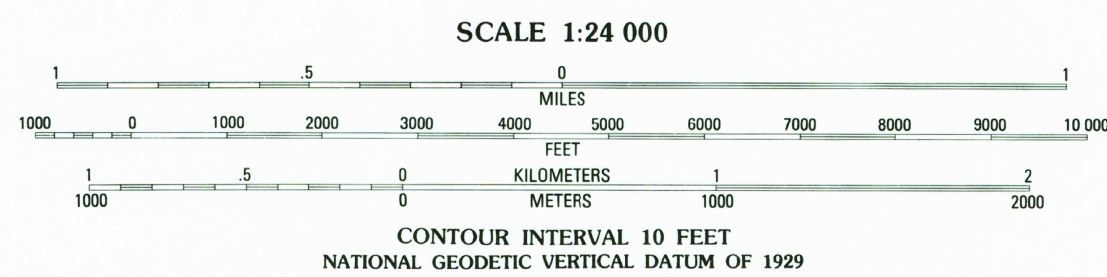 SCALE 1:24 000
1 .5 0 1
MILES
1000 0 1000 2000 3000 4000 5000 6000 7000 8000 9000 10 000
FEET
1 .5 0 KILOMETERS 1 2
1000 0 METERS 1000 2000
CONTOUR INTERVAL 10 FEET
NATIONAL GEODETIC VERTICAL DATUM OF 1929